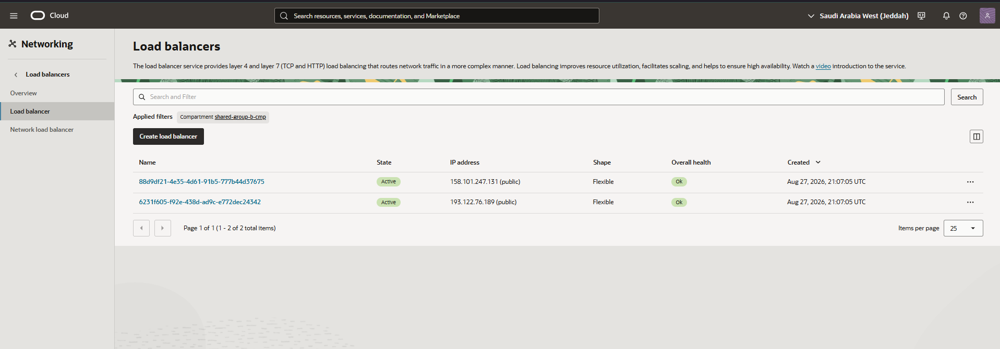 Cloud
Search resources, services, documentation, and Marketplace
Saudi Arabia West (Jeddah)
Networking
Load balancers
Overview
Load balancer
Network load balancer
Load balancers
The load balancer service provides layer 4 and layer 7 (TCP and HTTP) load balancing that routes network traffic in a more complex manner. Load balancing improves resource utilization, facilitates scaling, and helps to ensure high availability. Watch a video introduction to the service.
Search and Filter
Search
Applied filters Compartment shared-group-b-cmp
Create load balancer
Name State IP address Shape Overall health Created
88d9df21-4e35-4d61-91b5-777b44d37675 Active 158.101.247.131 (public) Flexible Ok Aug 27, 2026, 21:07:05 UTC
6231f605-f92e-438d-ad9c-e772dec24342 Active 193.122.76.189 (public) Flexible Ok Aug 27, 2026, 21:07:05 UTC
Page 1 of 1 (1 - 2 of 2 total items)
Items per page 25